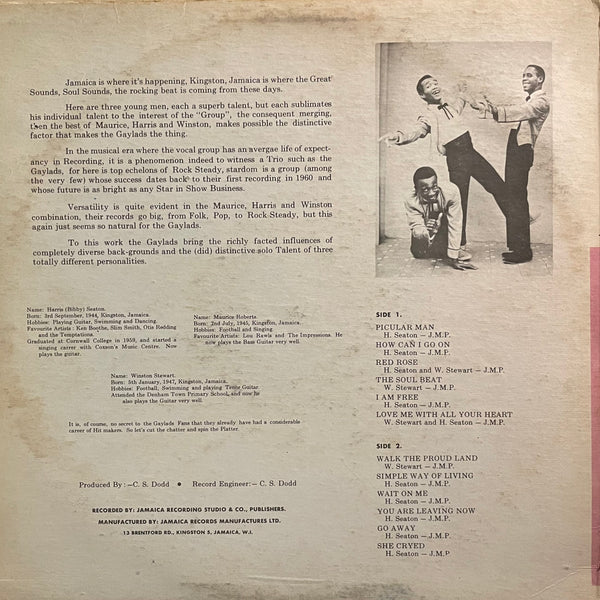 Jamaica is where it's happening, Kingston, Jamaica is where the Great
Sounds, Soul Sounds, the rocking beat is coming from these days.
Here are three young men, each a superb talent, but each sublimates
his individual talent to the interest of the "Group", the consequent merging,
then the best of Maurice, Harris and Winston, makes possible the distinctive
factor that makes the Gaylads the thing.
In the musical era where the vocal group has an avergae life of expect-
ancy in Recording, it is a phenomenon indeed to witness a Trio such as the
Gaylads, for here is top echelons of Rock Steady, stardom is a group (among
the very few) whose success dates back to their first recording in 1960 and
whose future is as bright as any Star in Show Business.
Versatility is quite evident in the Maurice, Harris and Winston
combination, their records go big, from Folk, Pop, to Rock-Steady, but this
again just seems so natural for the Gaylads.
To this work the Gaylads bring the richly facted influences of
completely diverse back-grounds and the (did) distinctive solo Talent of three
totally different personalities.
Name: Harris (Bibby) Seaton.
Born: 3rd September, 1944, Kingston, Jamaica.
Hobbies: Playing Guitar, Swimming and Dancing.
Favourite Artists: Ken Boothe, Slim Smith, Otis Redding
and the Temptations.
Graduated at Cornwall College in 1959, and started a
singing career with Coxson's Music Centre. Now
plays the guitar.
Name: Maurice Roberts.
Born: 2nd July, 1945, Kingston, Jamaica.
Hobbies: Football and Singing
Favourite Artists: Lou Rawls and The Impressions. He
now plays the Bass Guitar very well.
Name: Winston Stewart.
Born: 5th January, 1947, Kingston, Jamaica.
Hobbies: Football, Swimming and playing Tenor Guitar
Attended the Denham Town Primary School, and now he
also plays the Guitar very well.
It is, of course, no secret to the Gaylads Fans that they already have had a considerable
career of Hit makers. So let's cut the chatter and spin the Platter.
Produced By :—C. S. Dodd ● Record Engineer:— C. S. Dodd
RECORDED BY: JAMAICA RECORDING STUDIO & CO., PUBLISHERS.
MANUFACTURED BY: JAMAICA RECORDS MANUFACTURES LTD.
13 BRENTFORD RD., KINGSTON 5, JAMAICA, W.I.
SIDE 1.
PICULAR MAN
H. Seaton — J.M.P.
HOW CAN I GO ON
H. Seaton — J.M.P.
RED ROSE
H. Seaton and W. Stewart — J.M.P.
THE SOUL BEAT
W. Stewart — J.M.P.
I AM FREE
H. Seaton — J.M.P.
LOVE ME WITH ALL YOUR HEART
W. Stewart and H. Seaton — J.M.P.
SIDE 2.
WALK THE PROUD LAND
W. Stewart — J.M.P.
SIMPLE WAY OF LIVING
H. Seaton — J.M.P.
WAIT ON ME
H. Seaton — J.M.P.
YOU ARE LEAVING NOW
H. Seaton — J.M.P.
GO AWAY
H. Seaton — J.M.P.
SHE CRYED
H. Seaton — J.M.P